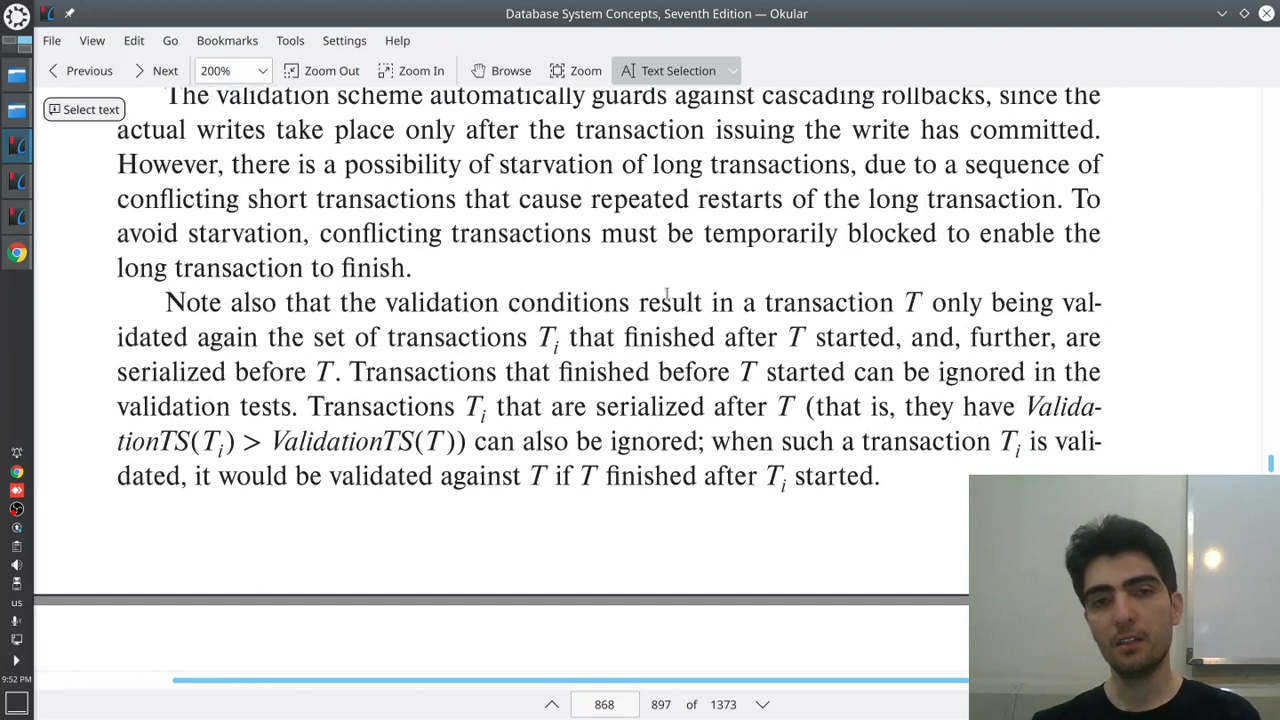 Database System Concepts, Seventh Edition — Okular
File View Edit Go Bookmarks Tools Settings Help
Previous Next 200% Zoom Out Zoom In Browse Zoom Text Selection
Select text
The validation scheme automatically guards against cascading rollbacks, since the
actual writes take place only after the transaction issuing the write has committed.
However, there is a possibility of starvation of long transactions, due to a sequence of
conflicting short transactions that cause repeated restarts of the long transaction. To
avoid starvation, conflicting transactions must be temporarily blocked to enable the
long transaction to finish.
Note also that the validation conditions result in a transaction T only being val-
idated again the set of transactions Ti that finished after T started, and, further, are
serialized before T. Transactions that finished before T started can be ignored in the
validation tests. Transactions Ti that are serialized after T (that is, they have Valida-
tionTS(Ti) > ValidationTS(T)) can also be ignored; when such a transaction Ti is vali-
dated, it would be validated against T if T finished after Ti started.
us
9:52 PM
868 897 of 1373